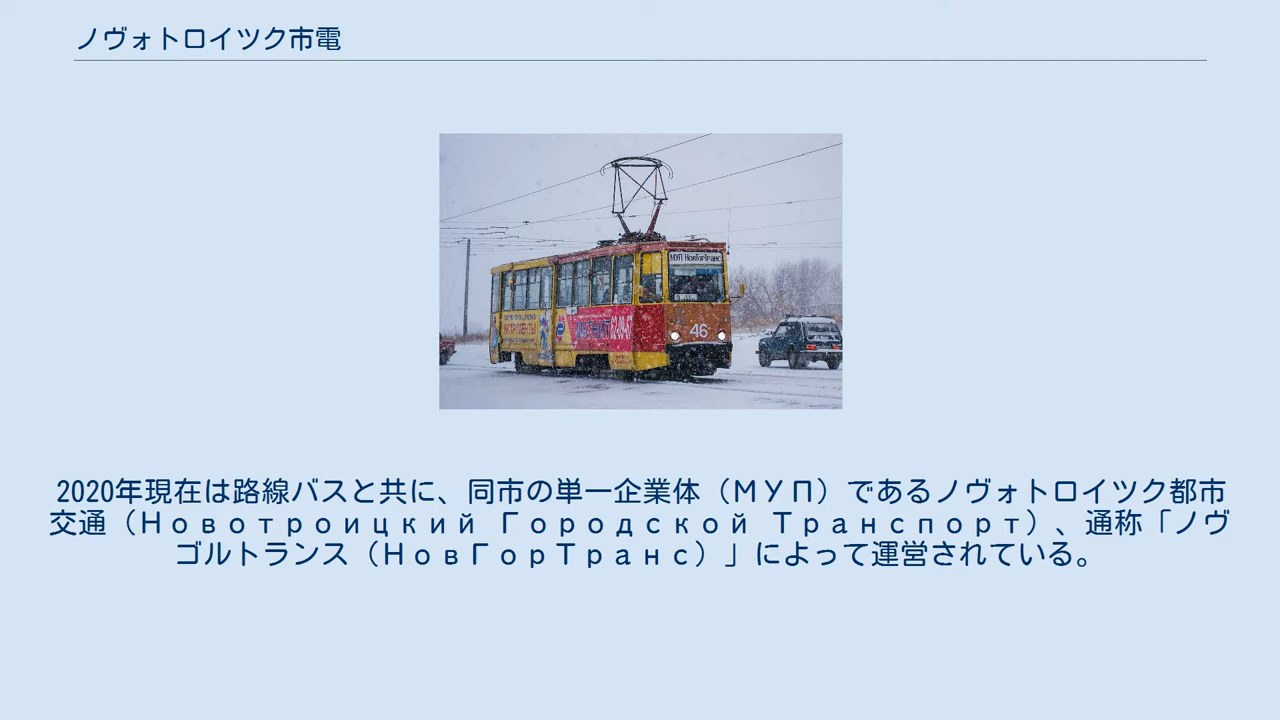 ノヴォトロイツク市電
МУП НовГорТранс
46
2020年現在は路線バスと共に、同市の単一企業体（МУП）であるノヴォトロイツク都市
交通（Новотроицкий Городской Транспорт）、通称「ノヴ
ゴルトランス（НовГорТранс）」によって運営されている。